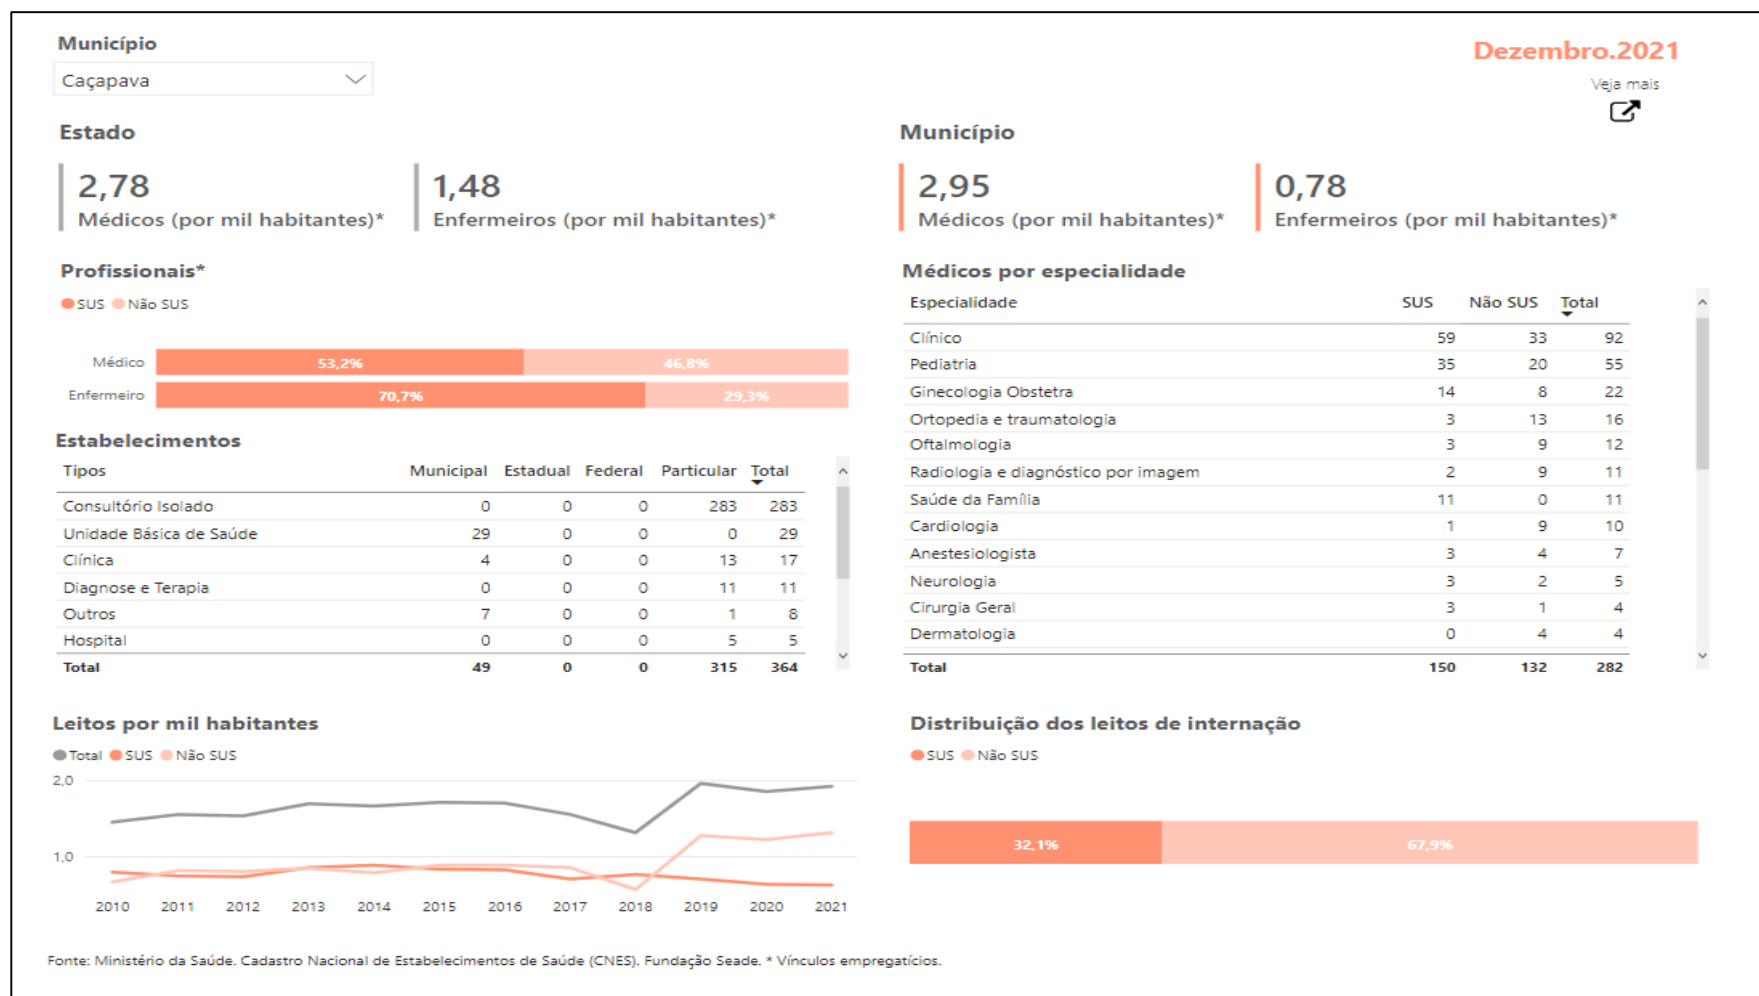 Município
Caçapava
Dezembro.2021
Veja mais
Estado
2,78
Médicos (por mil habitantes)*
1,48
Enfermeiros (por mil habitantes)*
Município
2,95
Médicos (por mil habitantes)*
0,78
Enfermeiros (por mil habitantes)*
Profissionais*
SUS Não SUS
Médico 53,2% 46,8%
Enfermeiro 70,7% 29,3%
Estabelecimentos
Tipos Municipal Estadual Federal Particular Total
Consultório Isolado 0 0 0 283 283
Unidade Básica de Saúde 29 0 0 0 29
Clínica 4 0 0 13 17
Diagnose e Terapia 0 0 0 11 11
Outros 7 0 0 1 8
Hospital 0 0 0 5 5
Total 49 0 0 315 364
Médicos por especialidade
Especialidade SUS Não SUS Total
Clínico 59 33 92
Pediatria 35 20 55
Ginecologia Obstetra 14 8 22
Ortopedia e traumatologia 3 13 16
Oftalmologia 3 9 12
Radiologia e diagnóstico por imagem 2 9 11
Saúde da Família 11 0 11
Cardiologia 1 9 10
Anestesiologista 3 4 7
Neurologia 3 2 5
Cirurgia Geral 3 1 4
Dermatologia 0 4 4
Total 150 132 282
Leitos por mil habitantes
Total SUS Não SUS
2,0
1,0
2010 2011 2012 2013 2014 2015 2016 2017 2018 2019 2020 2021
Distribuição dos leitos de internação
SUS Não SUS
32,1% 67,9%
Fonte: Ministério da Saúde. Cadastro Nacional de Estabelecimentos de Saúde (CNES). Fundação Seade. * Vínculos empregatícios.